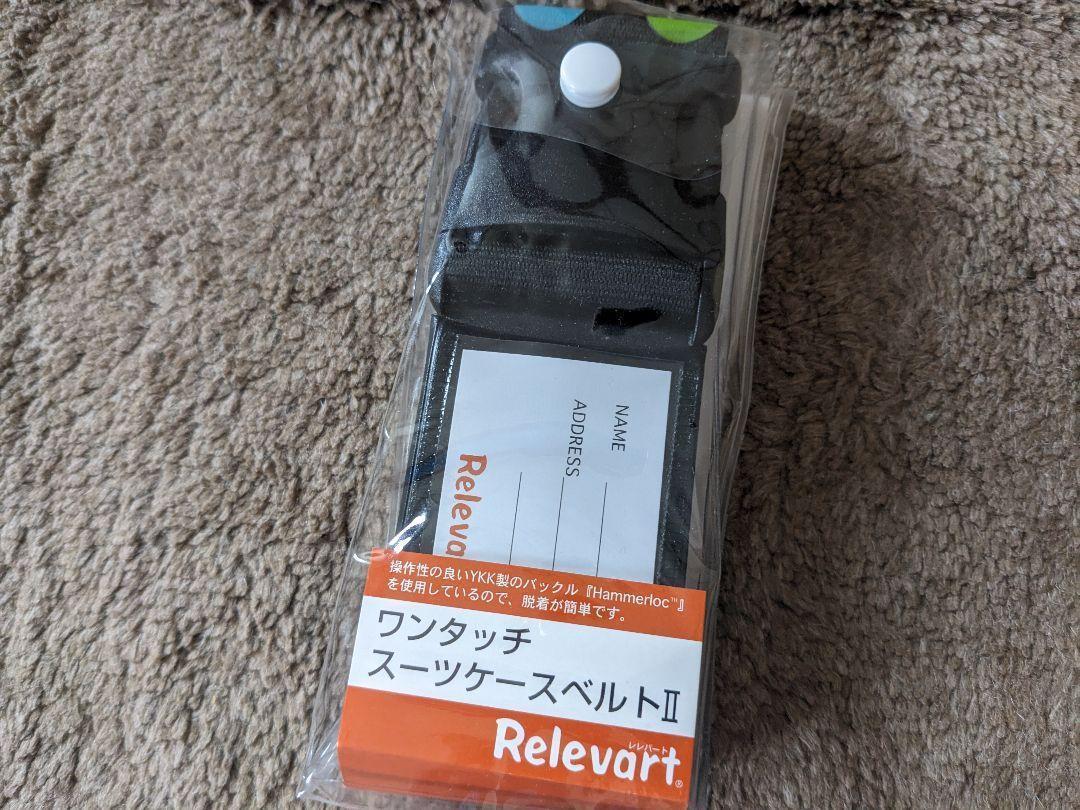 NAME
ADDRESS
Releva
操作性の良いYKK製のバックル『Hammerloc™』
を使用しているので、脱着が簡単です。
ワンタッチ
スーツケースベルトⅡ
レレバート
Relevart®